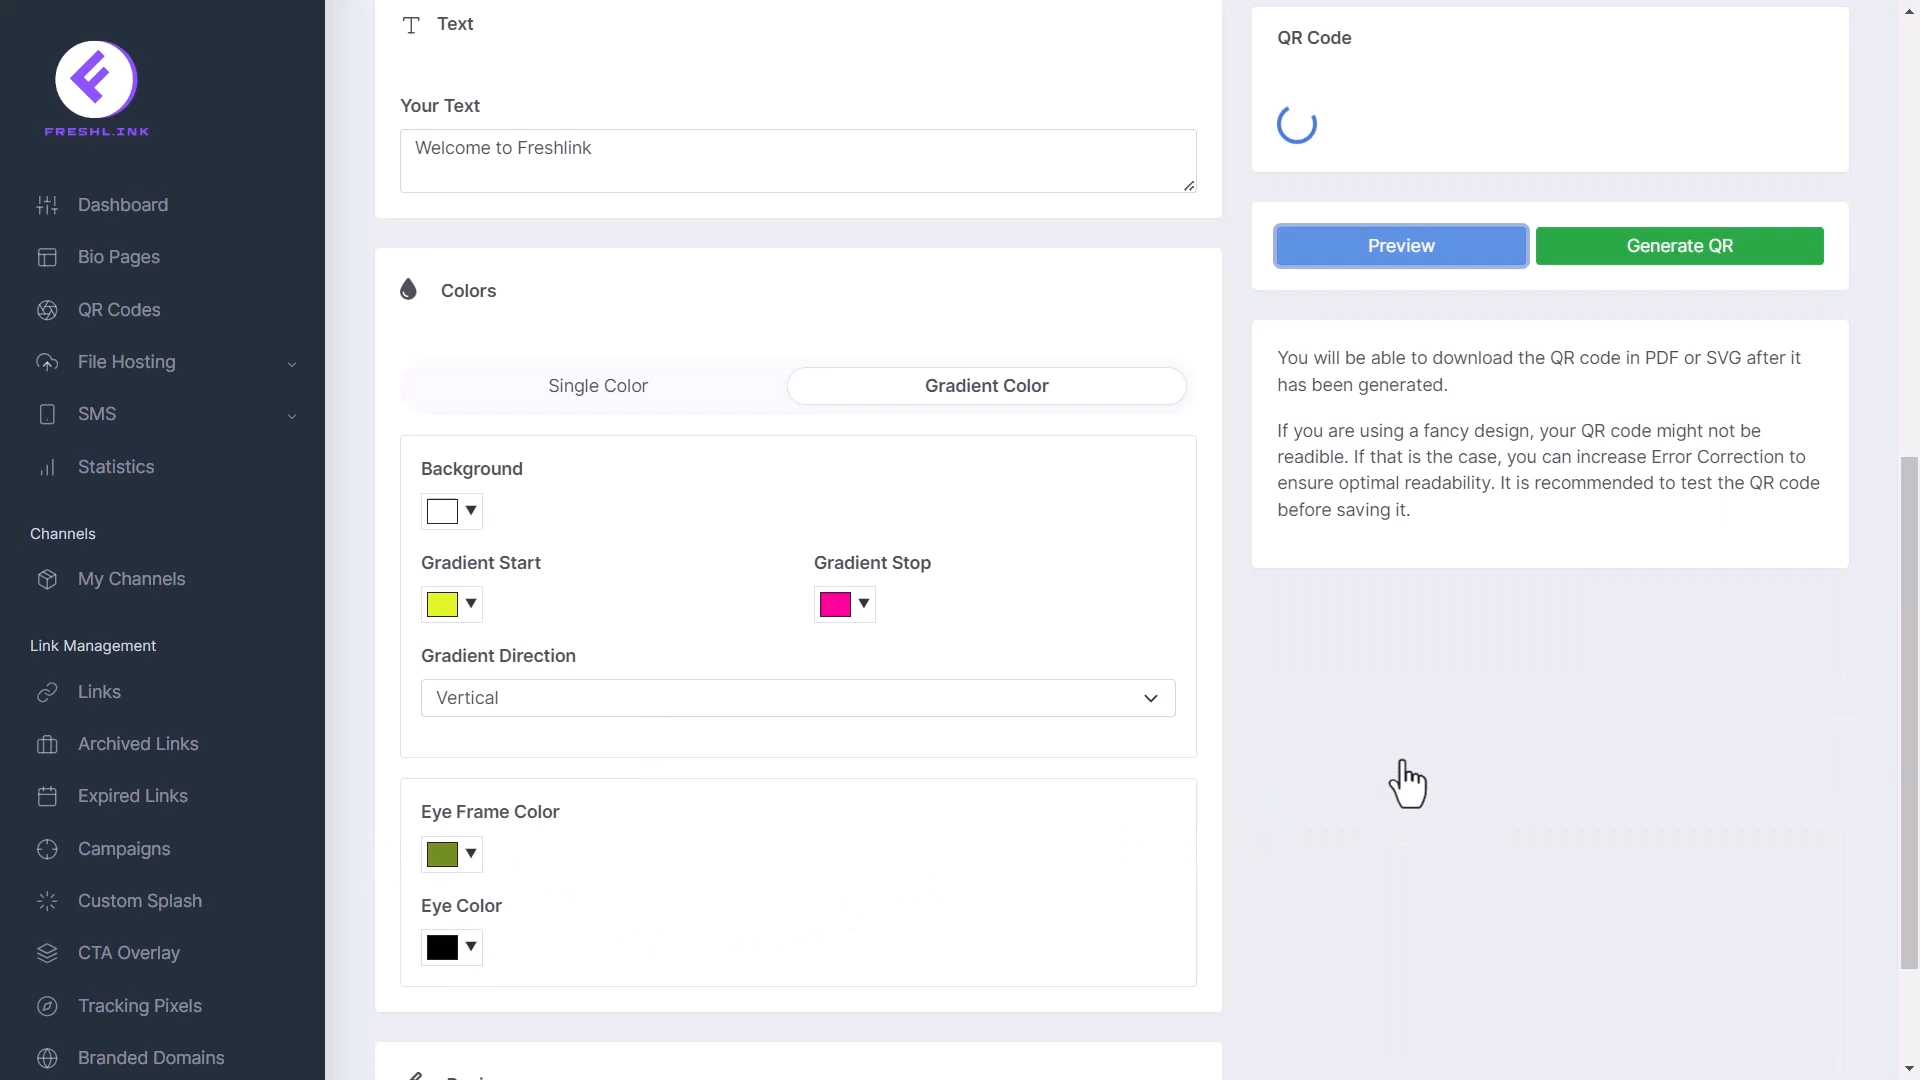 FRESHL.INK
Dashboard
Bio Pages
QR Codes
File Hosting
SMS
Statistics
Channels
My Channels
Link Management
Links
Archived Links
Expired Links
Campaigns
Custom Splash
CTA Overlay
Tracking Pixels
Branded Domains
Text
Your Text
Welcome to Freshlink
Colors
Single Color
Gradient Color
Background
Gradient Start
Gradient Stop
Gradient Direction
Vertical
Eye Frame Color
Eye Color
QR Code
Preview
Generate QR
You will be able to download the QR code in PDF or SVG after it
has been generated.
If you are using a fancy design, your QR code might not be
readible. If that is the case, you can increase Error Correction to
ensure optimal readability. It is recommended to test the QR code
before saving it.